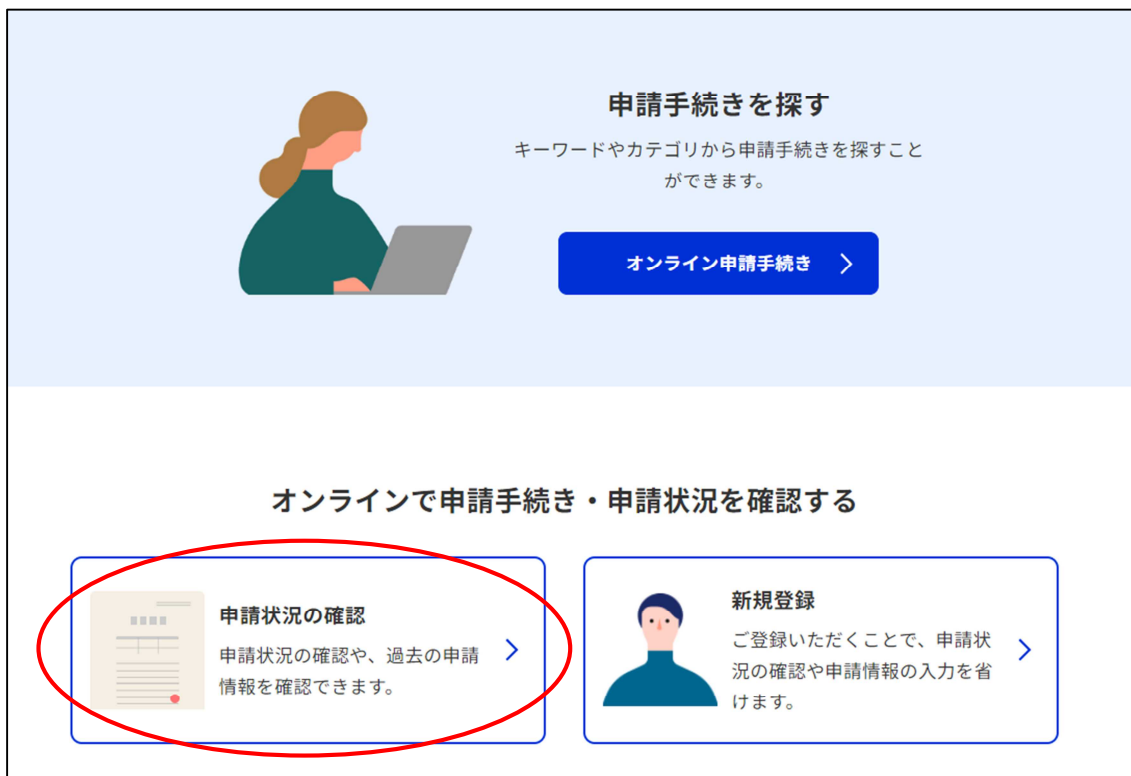 申請手続きを探す
キーワードやカテゴリから申請手続きを探すこと
ができます。
オンライン申請手続き
オンラインで申請手続き・申請状況を確認する
申請状況の確認
申請状況の確認や、過去の申請
情報を確認できます。
新規登録
ご登録いただくことで、申請状
況の確認や申請情報の入力を省
けます。